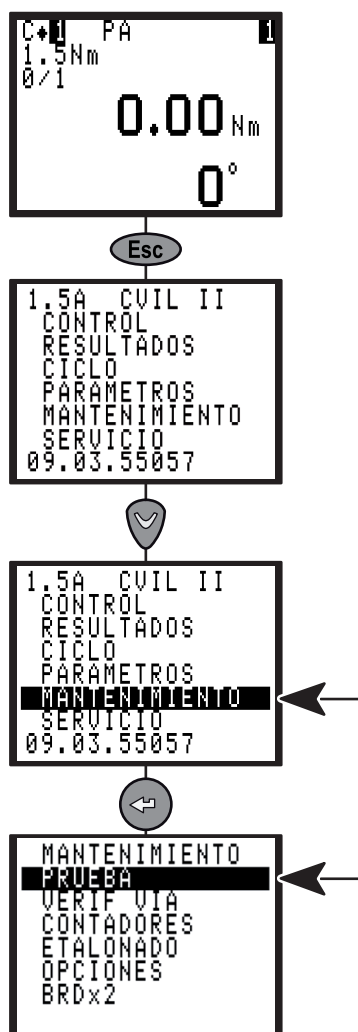 C♦1 PA 1
1.5Nm
0/1
0.00 Nm
0°
Esc
1.5A CVIL II
CONTROL
RESULTADOS
CICLO
PARAMETROS
MANTENIMIENTO
SERVICIO
09.03.55057
1.5A CVIL II
CONTROL
RESULTADOS
CICLO
PARAMETROS
MANTENIMIENTO
SERVICIO
09.03.55057
MANTENIMIENTO
PRUEBA
VERIF VIA
CONTADORES
ETALONADO
OPCIONES
BRDx2